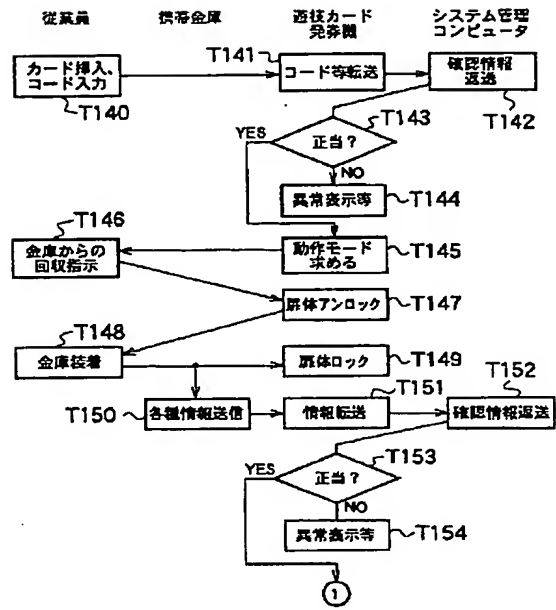 従業員
携帯金庫
遊技カード
発券機
システム管理
コンピュータ
T141
カード挿入、
コード入力
コード等転送
確認情報
返送
T140
T142
T143
YES
正当？
NO
異常表示等
T144
T146
金庫からの
回収指示
動作モード
求める
T145
扉体アンロック
T147
T148
金庫装着
扉体ロック
T149
T152
T151
T150
各種情報送信
情報転送
確認情報返送
T153
YES
正当？
NO
異常表示等
T154
1